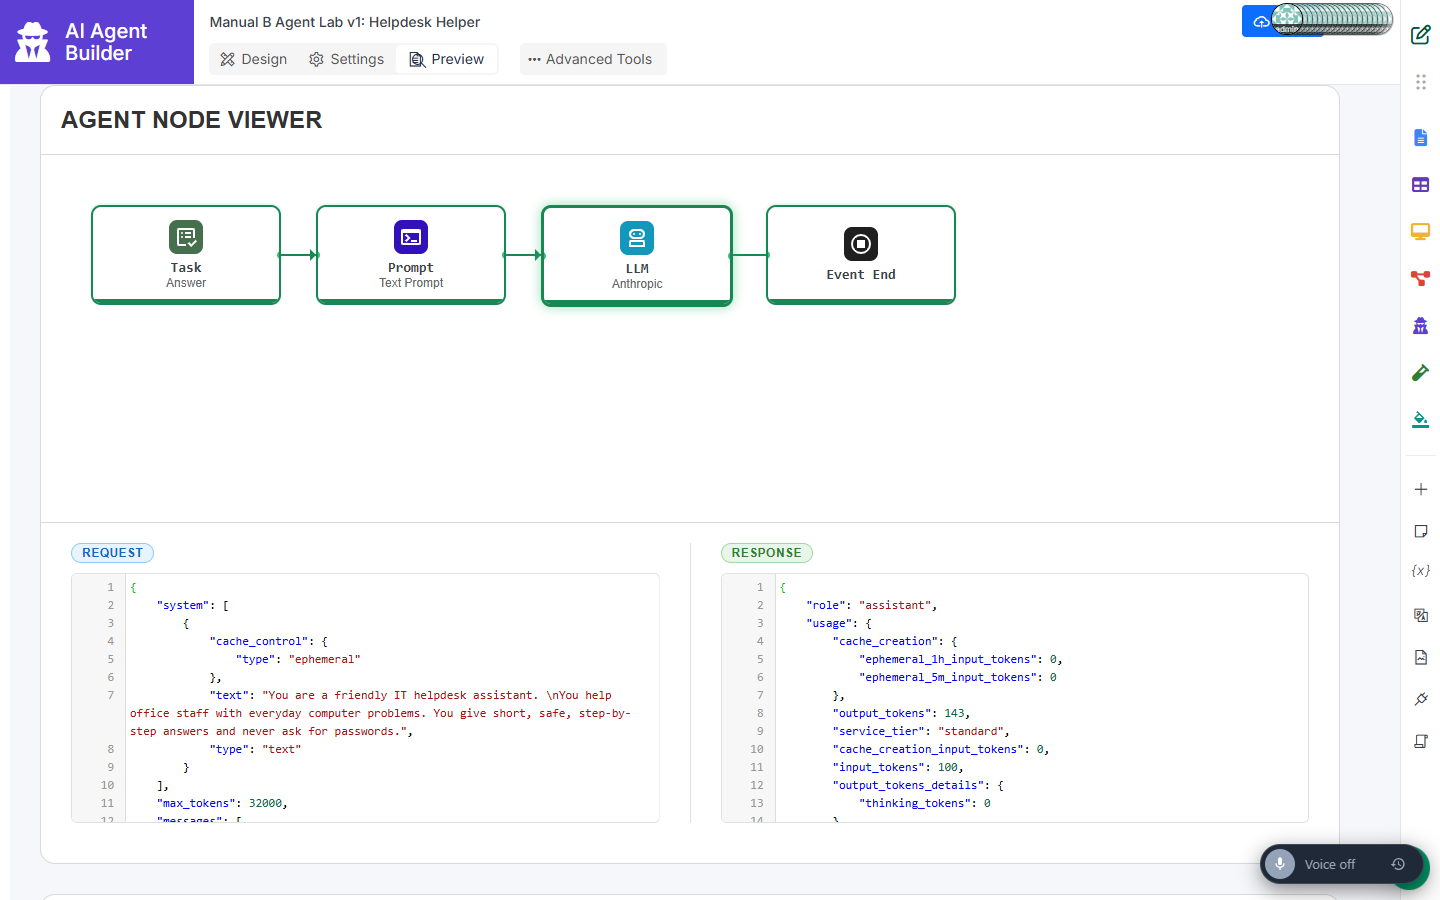 AI Agent
Builder
Manual B Agent Lab v1: Helpdesk Helper
Design
Settings
Preview
Advanced Tools
admin
AGENT NODE VIEWER
Task
Answer
Prompt
Text Prompt
LLM
Anthropic
Event End
REQUEST
1 {
2 "system": [
3 {
4 "cache_control": {
5 "type": "ephemeral"
6 },
7 "text": "You are a friendly IT helpdesk assistant. \nYou help
office staff with everyday computer problems. You give short, safe, step-by-
step answers and never ask for passwords.",
8 "type": "text"
9 }
10 ],
11 "max_tokens": 32000,
12 "messages": [
RESPONSE
1 {
2 "role": "assistant",
3 "usage": {
4 "cache_creation": {
5 "ephemeral_1h_input_tokens": 0,
6 "ephemeral_5m_input_tokens": 0
7 },
8 "output_tokens": 143,
9 "service_tier": "standard",
10 "cache_creation_input_tokens": 0,
11 "input_tokens": 100,
12 "output_tokens_details": {
13 "thinking_tokens": 0
14 }
{x}
Voice off